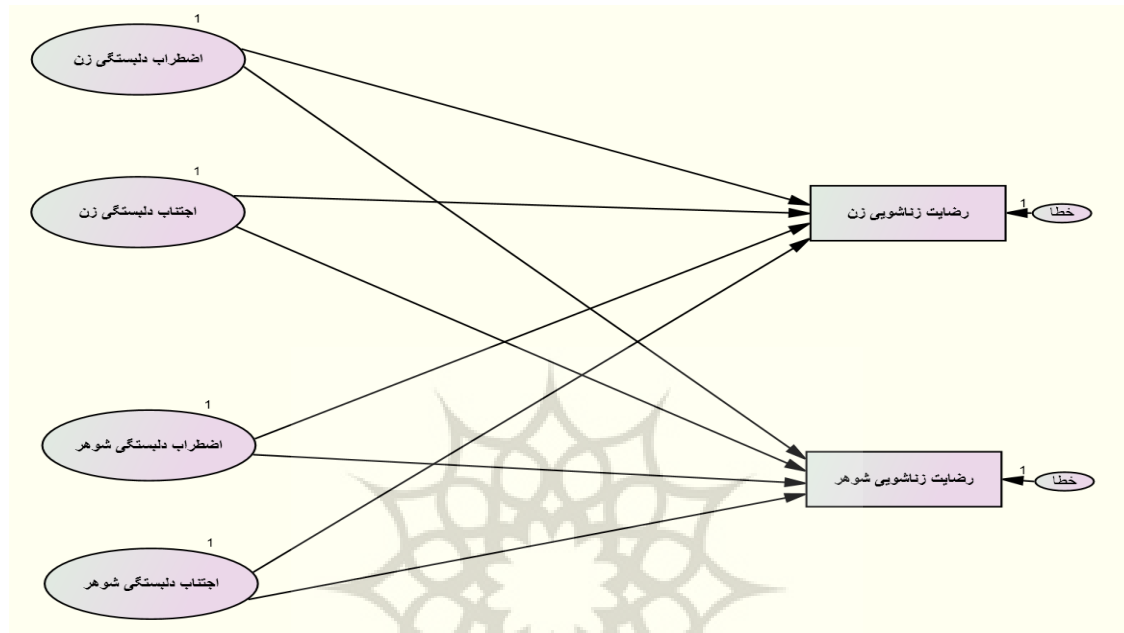 1
اضطراب دلبستگی زن
1
اجتناب دلبستگی زن
رضایت زناشویی زن
1
خطا
1
اضطراب دلبستگی شوهر
رضایت زناشویی شوهر
1
خطا
1
اجتناب دلبستگی شوهر